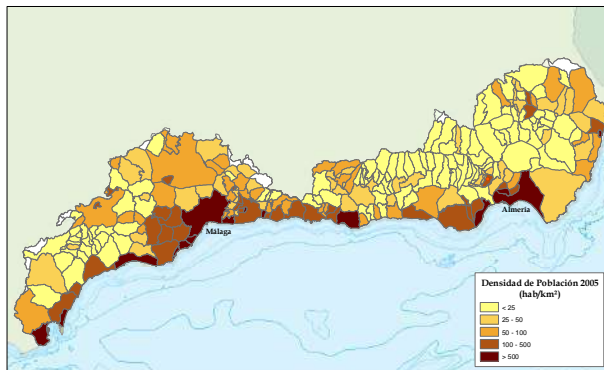 Málaga
Almería
Densidad de Población 2005
(hab/km²)
< 25
25 - 50
50 - 100
100 - 500
> 500